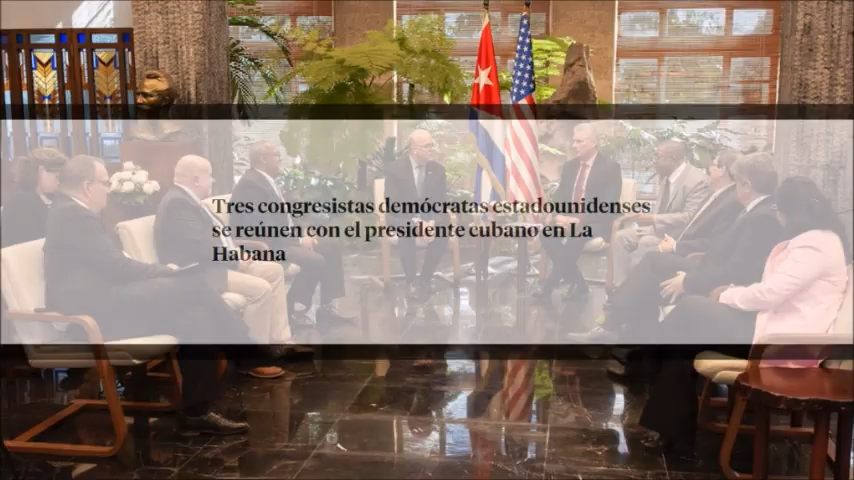 Tres congresistas demócratas estadounidenses
se reúnen con el presidente cubano en La
Habana